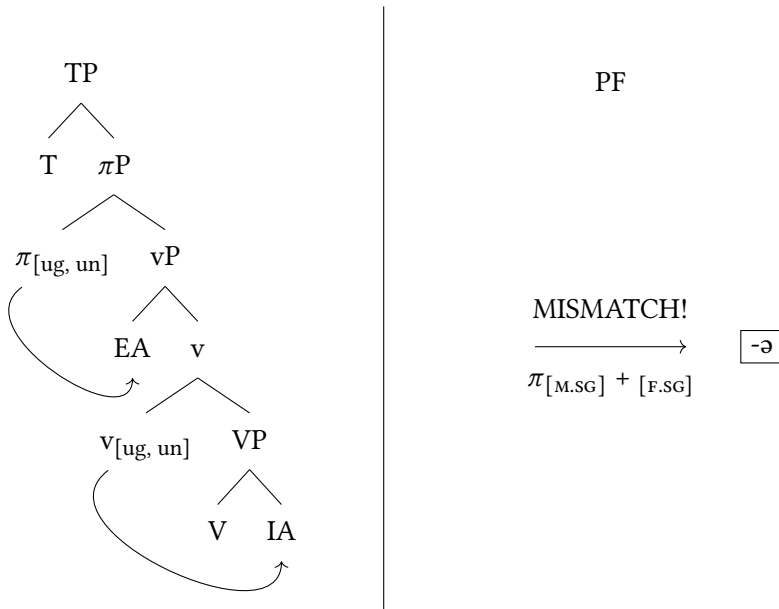 TP
PF
T πP
π[ug, un] vP
MISMATCH!
EA v
-ə
π[M.SG] + [F.SG]
v[ug, un] VP
V IA